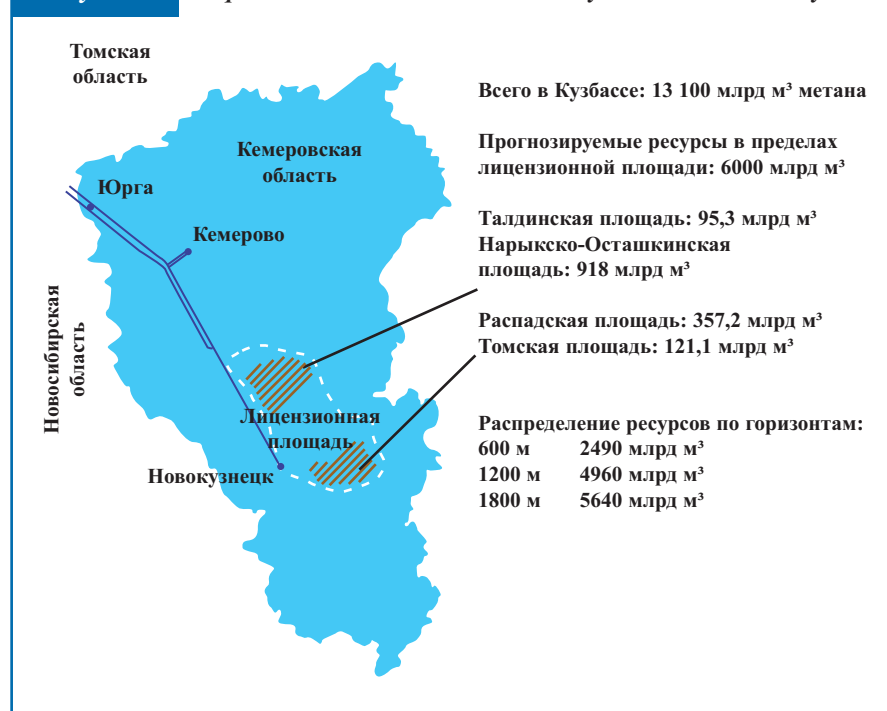 Томская
область
Кемеровская
область
Юрга
Кемерово
Новосибирская
область
Лицензионная
площадь
Новокузнецк
Всего в Кузбассе: 13 100 млрд м³ метана
Прогнозируемые ресурсы в пределах
лицензионной площади: 6000 млрд м³
Талдинская площадь: 95,3 млрд м³
Нарыкско-Осташкинская
площадь: 918 млрд м³
Распадская площадь: 357,2 млрд м³
Томская площадь: 121,1 млрд м³
Распределение ресурсов по горизонтам:
600 м 2490 млрд м³
1200 м 4960 млрд м³
1800 м 5640 млрд м³